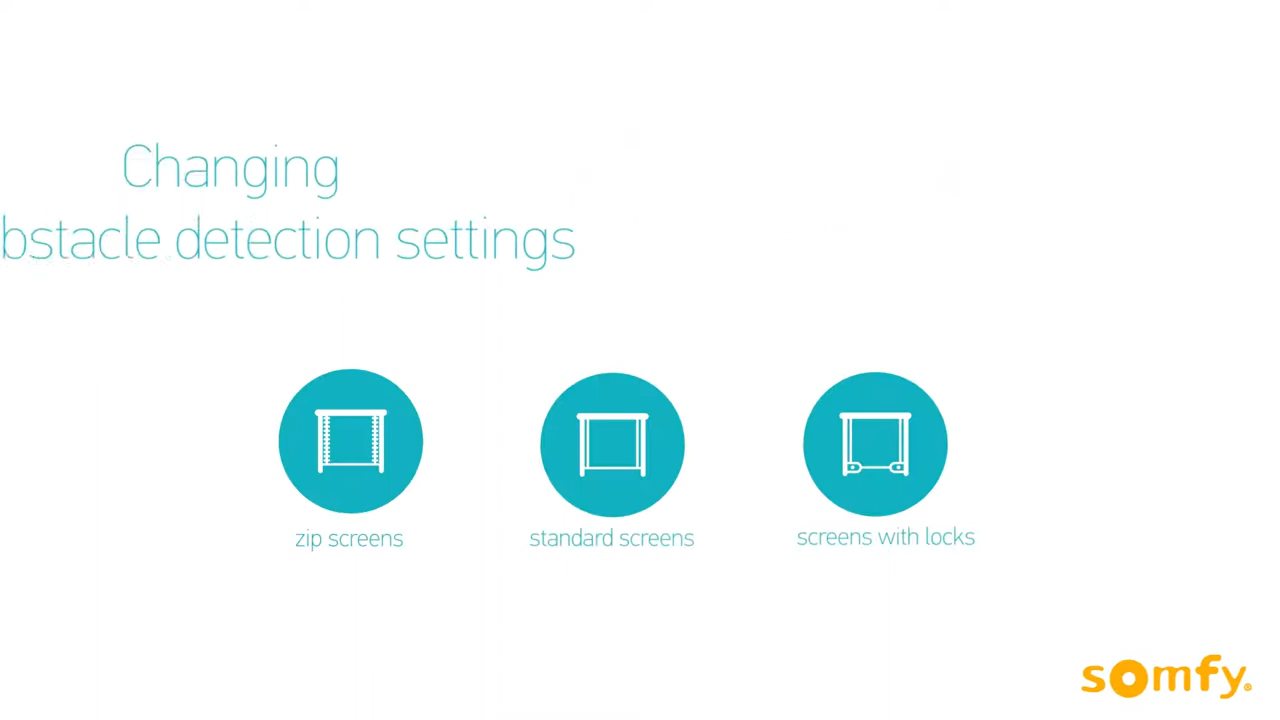 Changing
bstacle detection settings
zip screens
standard screens
screens with locks
somfy®